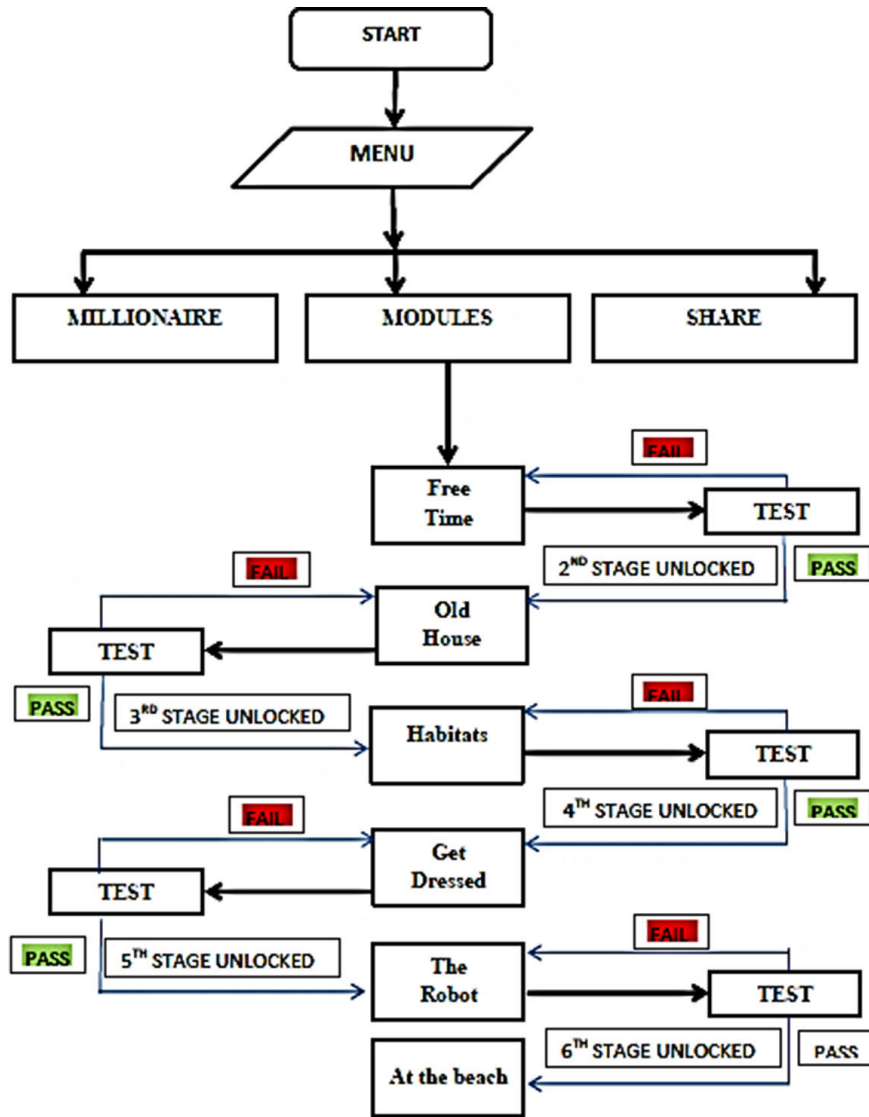 START
MENU
MILLIONAIRE
MODULES
SHARE
FAIL
Free
Time
TEST
2ND STAGE UNLOCKED
PASS
FAIL
Old
House
TEST
PASS
3RD STAGE UNLOCKED
FAIL
Habitats
TEST
4TH STAGE UNLOCKED
PASS
FAIL
Get
Dressed
TEST
PASS
5TH STAGE UNLOCKED
FAIL
The
Robot
TEST
6TH STAGE UNLOCKED
PASS
At the beach